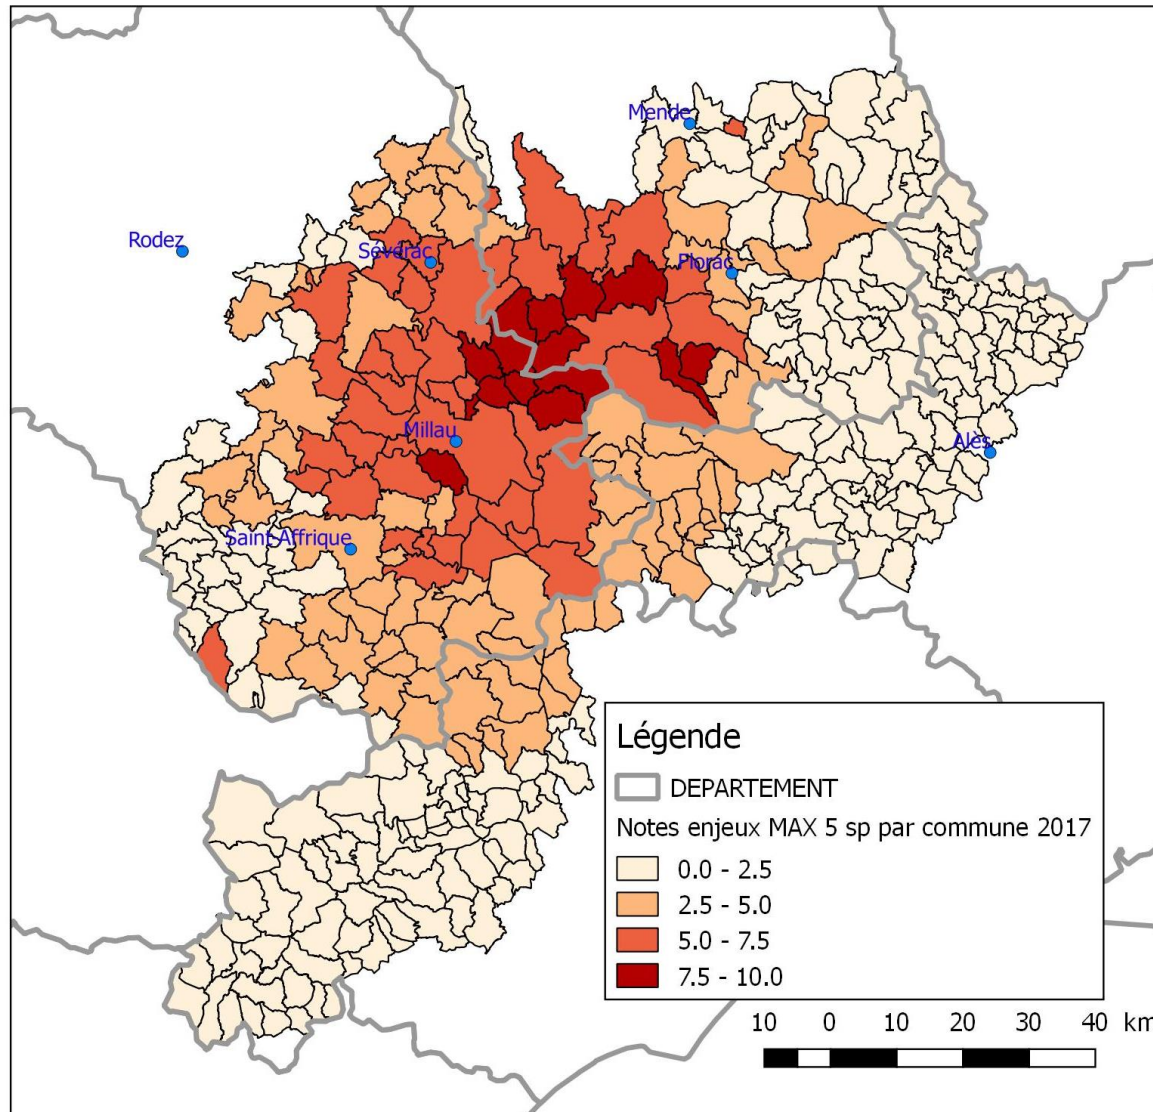 Mende
Rodez
Sévérac
Florac
Millau
Alès
Saint-Affrique
Légende
DEPARTEMENT
Notes enjeux MAX 5 sp par commune 2017
0.0 - 2.5
2.5 - 5.0
5.0 - 7.5
7.5 - 10.0
10 0 10 20 30 40 km